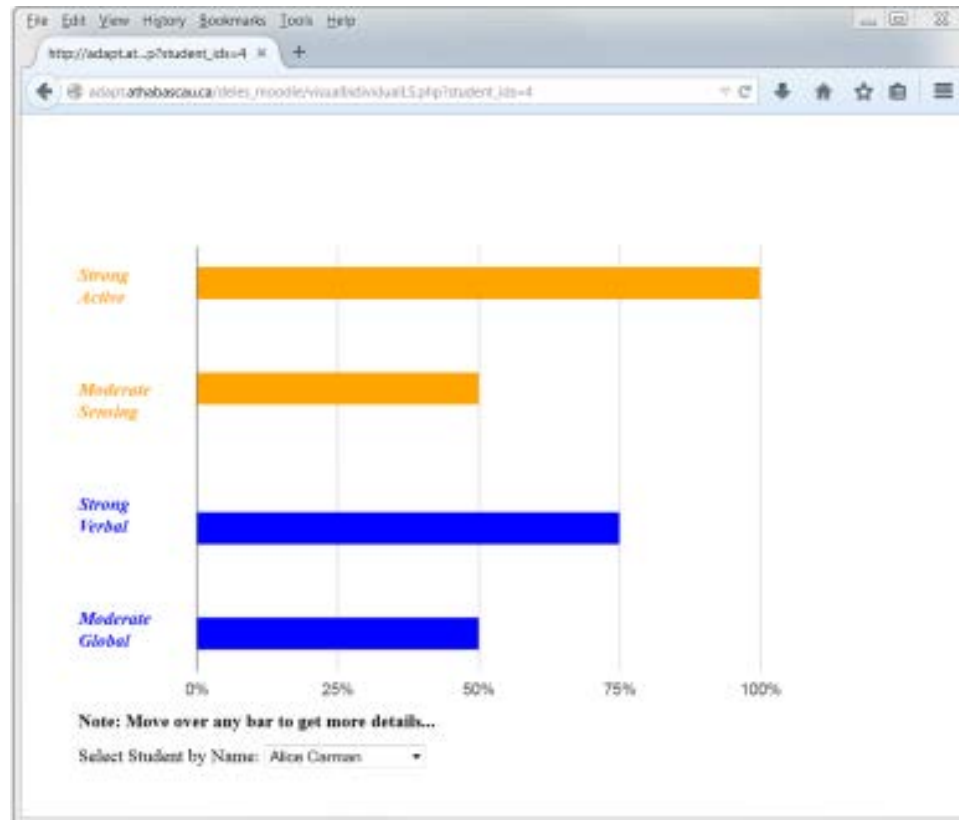 File Edit View History Bookmarks Tools Help
http://adapt.at...p?student_ids=4
adapt.athabascau.ca/deles_moodle/visualIndividualLS.php?student_ids=4
Strong
Active
Moderate
Sensing
Strong
Verbal
Moderate
Global
0% 25% 50% 75% 100%
Note: Move over any bar to get more details...
Select Student by Name: Alice Carman